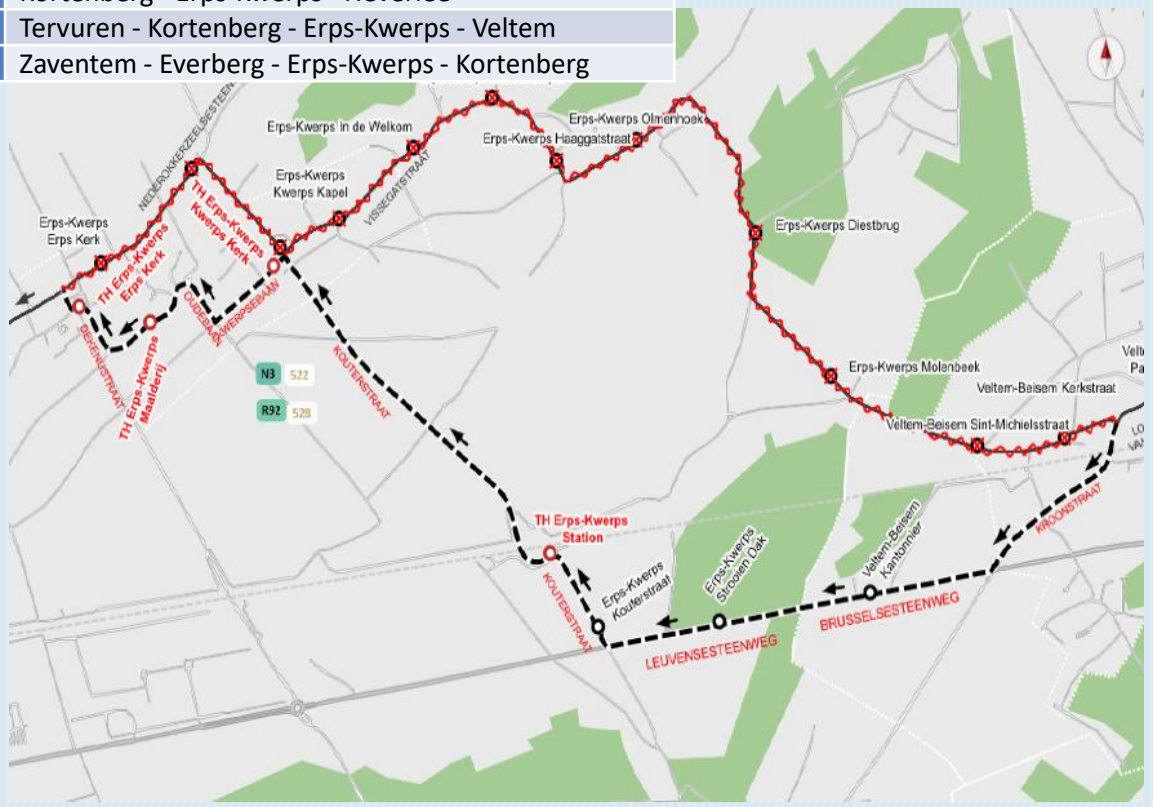 Kortenberg - Erps-Kwerps - Heverlee
Tervuren - Kortenberg - Erps-Kwerps - Veltem
Zaventem - Everberg - Erps-Kwerps - Kortenberg
Erps-Kwerps In de Welkom
Erps-Kwerps Olmenhoek
Erps-Kwerps Haaggatstraat
Erps-Kwerps
Kwerps Kapel
VISSEGATSTRAAT
Erps-Kwerps
Erps Kerk
TH Erps-Kwerps
Kwerps Kerk
TH Erps-Kwerps
Erps Kerk
Erps-Kwerps Diestbrug
OUDEBAAN
KWERPSEBAAN
DEKENIJSTRAAT
TH Erps-Kwerps
Maalderij
KOUTERSTRAAT
N3 522
R92 528
Erps-Kwerps Molenbeek
Veltem-Beisem Kerkstraat
Veltem-Beisem Sint-Michielsstraat
KROONSTRAAT
TH Erps-Kwerps
Station
KOUTERSTRAAT
Erps-Kwerps
Kouterstraat
Erps-Kwerps
Strooien Dak
Veltem-Beisem
Kantonnier
BRUSSELSESTEENWEG
LEUVENSESTEENWEG